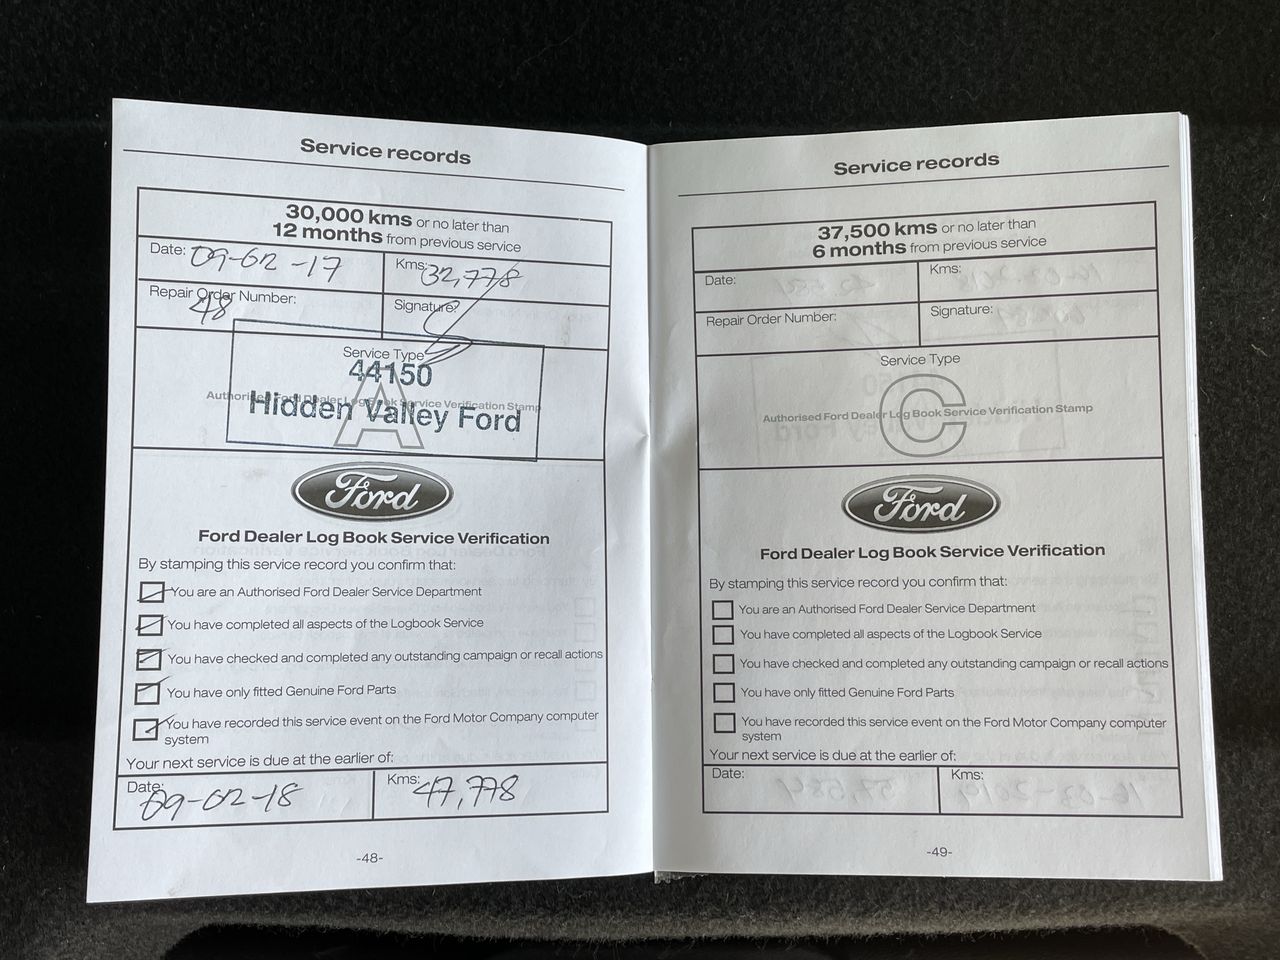 Service records
30,000 kms or no later than
12 months from previous service
Date: 09-02-17
Kms: 32,778
Repair Order Number: 48
Signature:
Service Type
44150
Authorised Ford Dealer Log Book Service Verification Stamp
Hidden Valley Ford
A
Ford
Ford Dealer Log Book Service Verification
By stamping this service record you confirm that:
You are an Authorised Ford Dealer Service Department
You have completed all aspects of the Logbook Service
You have checked and completed any outstanding campaign or recall actions
You have only fitted Genuine Ford Parts
You have recorded this service event on the Ford Motor Company computer
system
Your next service is due at the earlier of:
Date: 09-02-18
Kms: 47,778
-48-
Service records
37,500 kms or no later than
6 months from previous service
Date:
Kms:
Repair Order Number:
Signature:
Service Type
C
Authorised Ford Dealer Log Book Service Verification Stamp
Ford
Ford Dealer Log Book Service Verification
By stamping this service record you confirm that:
You are an Authorised Ford Dealer Service Department
You have completed all aspects of the Logbook Service
You have checked and completed any outstanding campaign or recall actions
You have only fitted Genuine Ford Parts
You have recorded this service event on the Ford Motor Company computer
system
Your next service is due at the earlier of:
Date:
Kms:
-49-